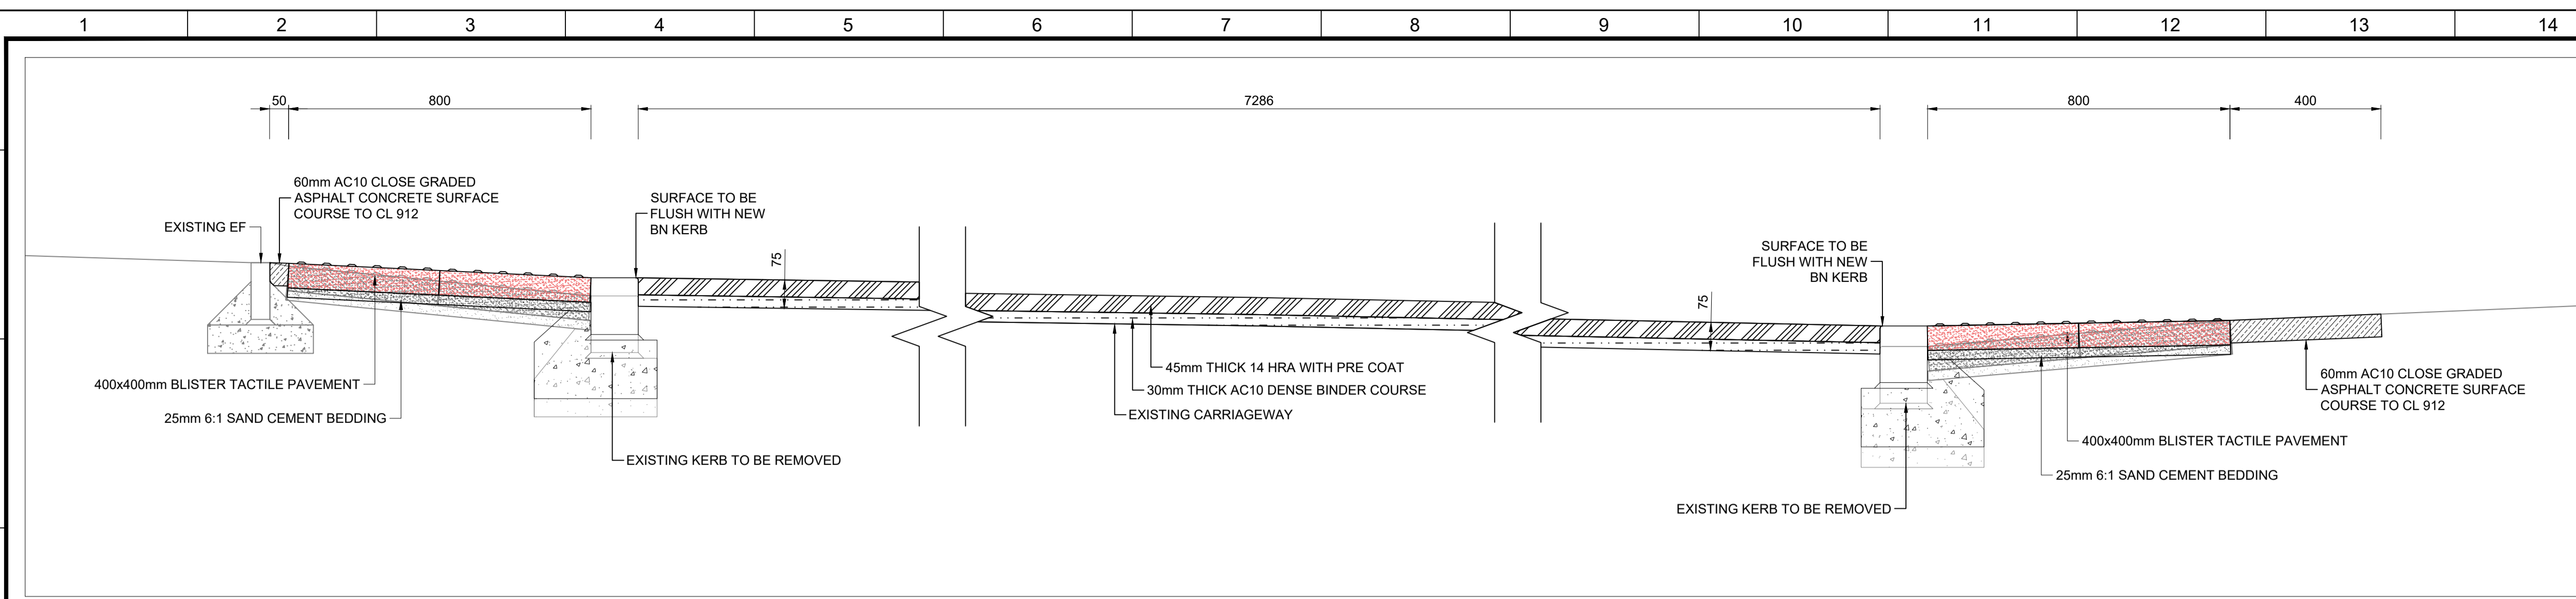 1 2 3 4 5 6 7 8 9 10 11 12 13 14
50 800 7286 800 400
60mm AC10 CLOSE GRADED
ASPHALT CONCRETE SURFACE
COURSE TO CL 912
EXISTING EF
SURFACE TO BE
FLUSH WITH NEW
BN KERB
75
400x400mm BLISTER TACTILE PAVEMENT
25mm 6:1 SAND CEMENT BEDDING
EXISTING KERB TO BE REMOVED
45mm THICK 14 HRA WITH PRE COAT
30mm THICK AC10 DENSE BINDER COURSE
EXISTING CARRIAGEWAY
SURFACE TO BE
FLUSH WITH NEW
BN KERB
75
60mm AC10 CLOSE GRADED
ASPHALT CONCRETE SURFACE
COURSE TO CL 912
400x400mm BLISTER TACTILE PAVEMENT
25mm 6:1 SAND CEMENT BEDDING
EXISTING KERB TO BE REMOVED